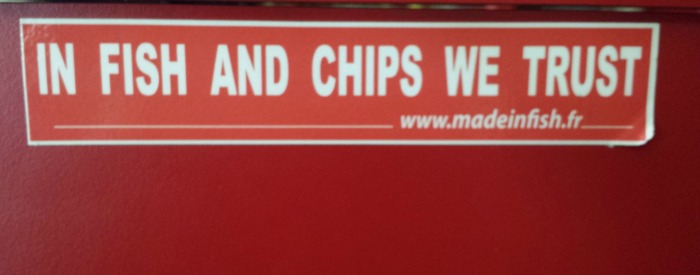 IN FISH AND CHIPS WE TRUST
www.madeinfish.fr